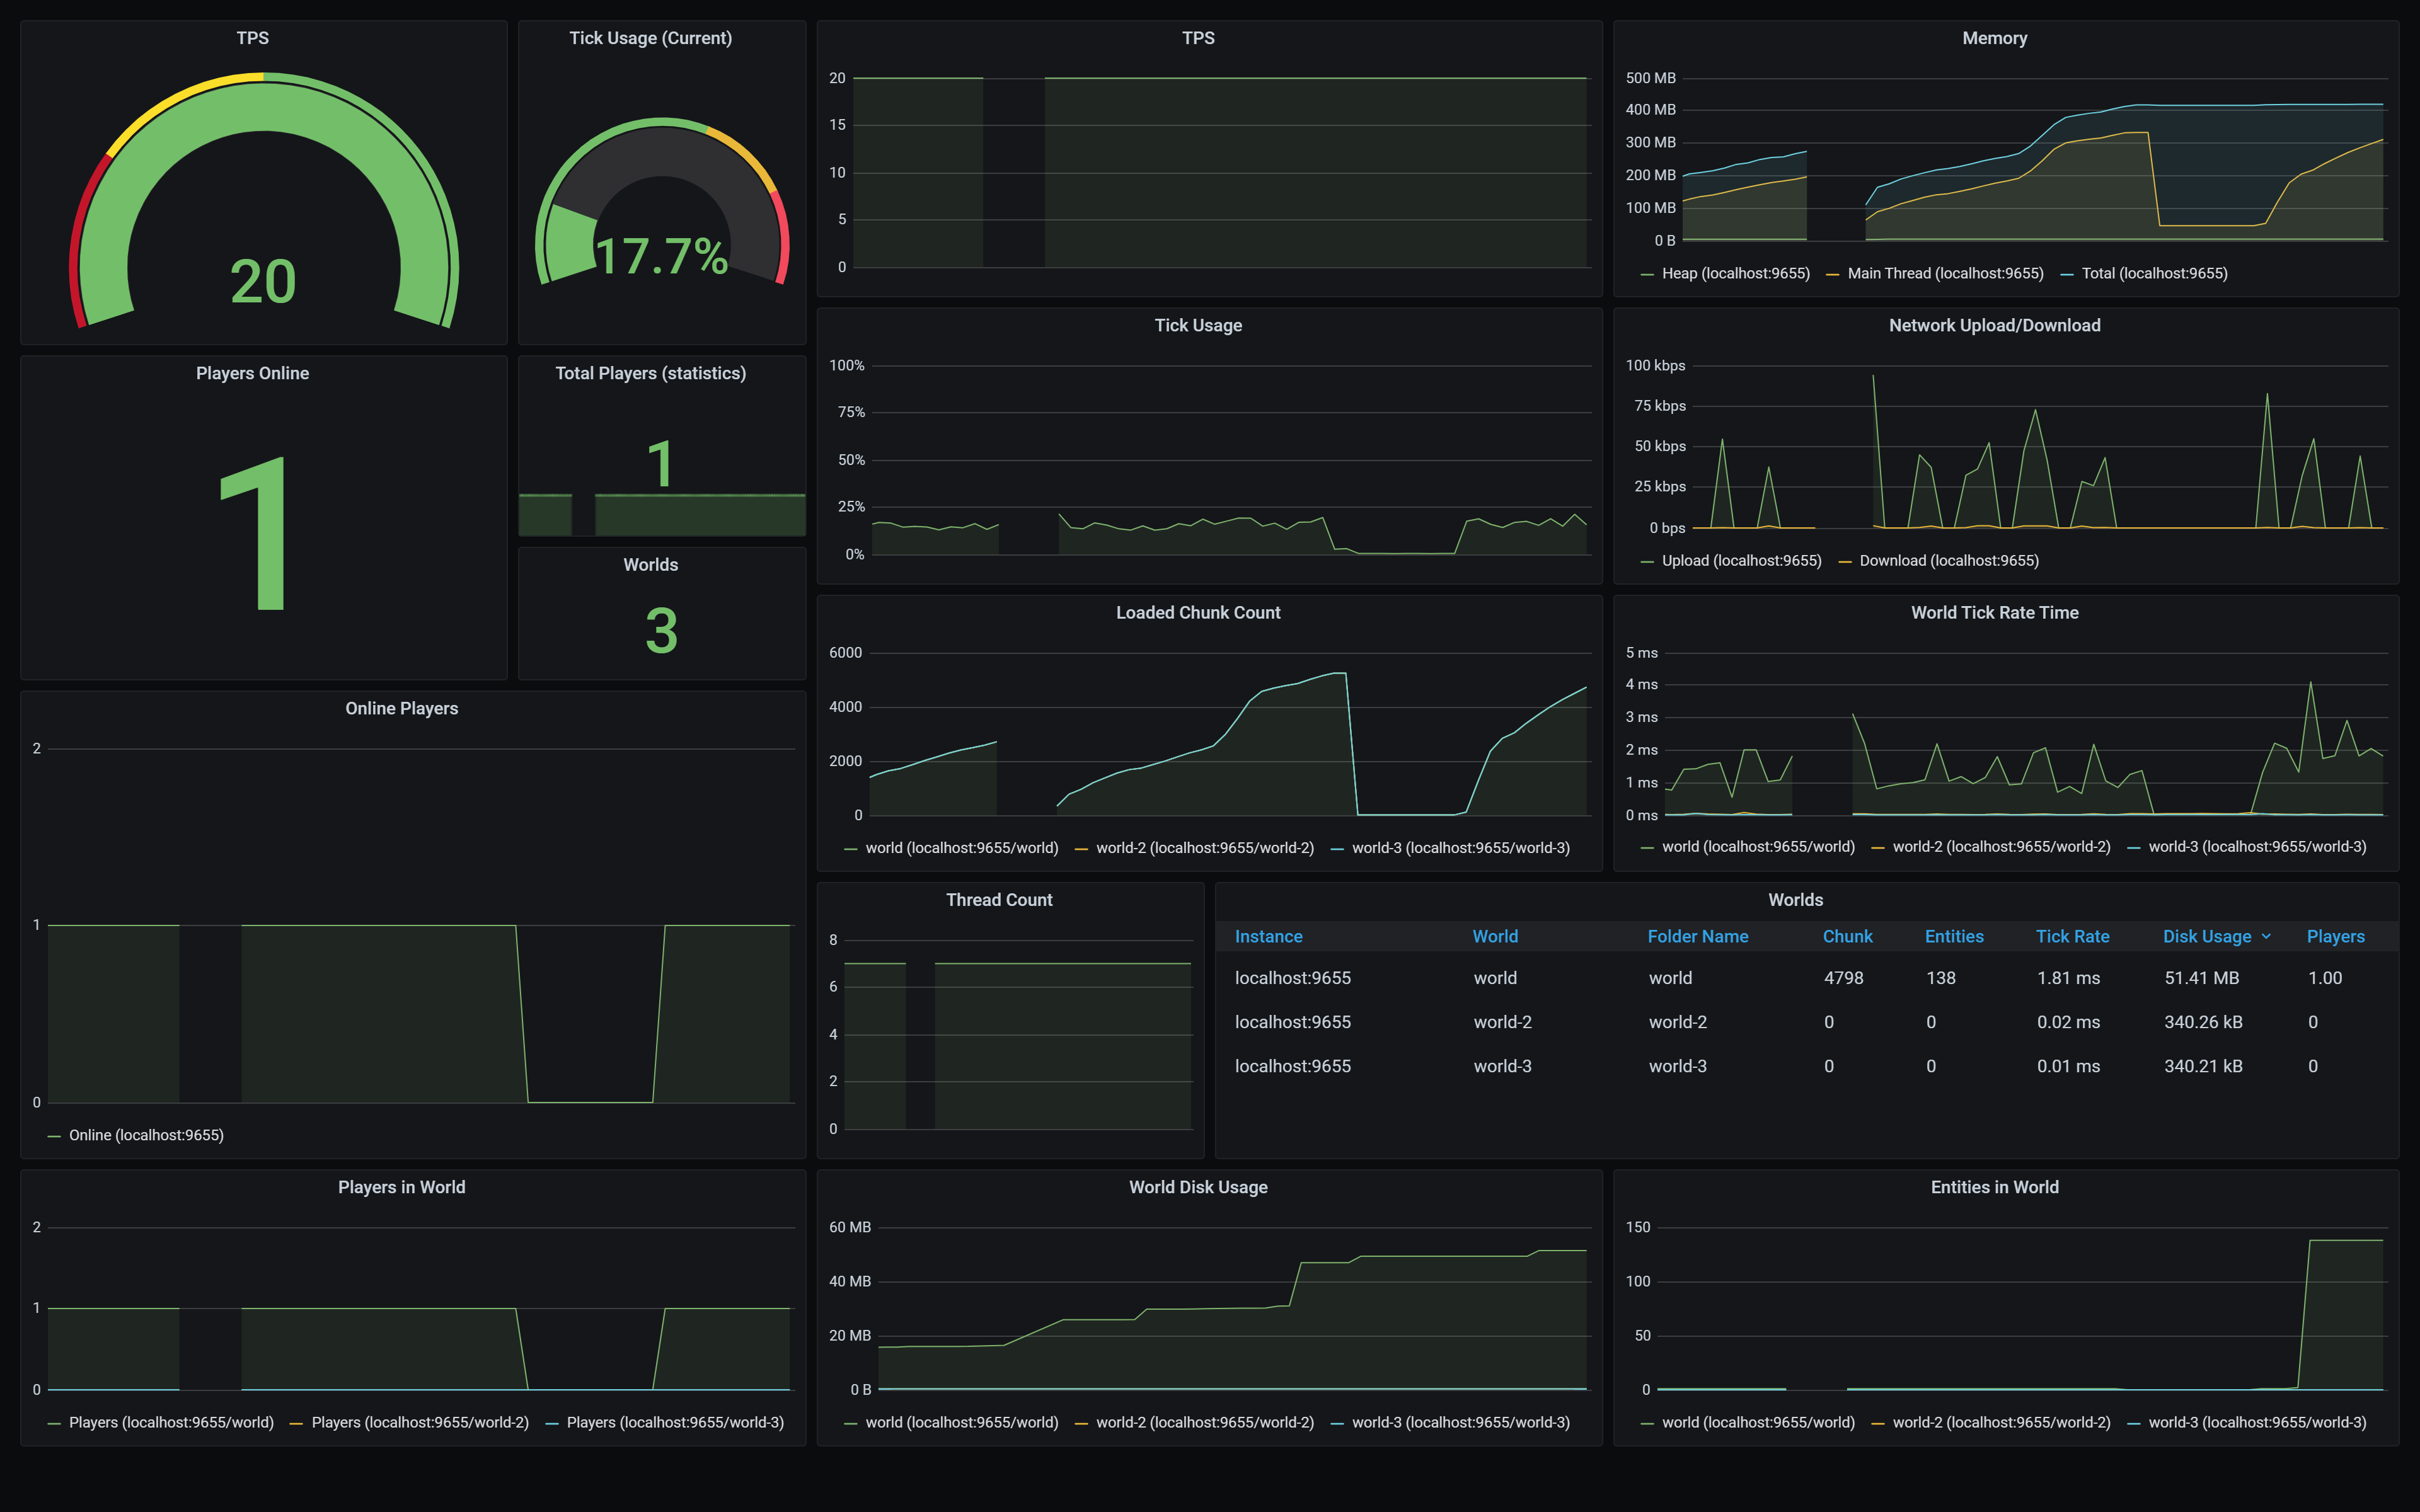 TPS
20
Tick Usage (Current)
17.7%
TPS
20
15
10
5
0
Memory
500 MB
400 MB
300 MB
200 MB
100 MB
0 B
Heap (localhost:9655) Main Thread (localhost:9655) Total (localhost:9655)
Players Online
1
Total Players (statistics)
1
Worlds
3
Tick Usage
100%
75%
50%
25%
0%
Network Upload/Download
100 kbps
75 kbps
50 kbps
25 kbps
0 bps
Upload (localhost:9655) Download (localhost:9655)
Loaded Chunk Count
6000
4000
2000
0
world (localhost:9655/world) world-2 (localhost:9655/world-2) world-3 (localhost:9655/world-3)
World Tick Rate Time
5 ms
4 ms
3 ms
2 ms
1 ms
0 ms
world (localhost:9655/world) world-2 (localhost:9655/world-2) world-3 (localhost:9655/world-3)
Online Players
2
1
0
Online (localhost:9655)
Thread Count
8
6
4
2
0
Worlds
Instance World Folder Name Chunk Entities Tick Rate Disk Usage Players
localhost:9655 world world 4798 138 1.81 ms 51.41 MB 1.00
localhost:9655 world-2 world-2 0 0 0.02 ms 340.26 kB 0
localhost:9655 world-3 world-3 0 0 0.01 ms 340.21 kB 0
Players in World
2
1
0
Players (localhost:9655/world) Players (localhost:9655/world-2) Players (localhost:9655/world-3)
World Disk Usage
60 MB
40 MB
20 MB
0 B
world (localhost:9655/world) world-2 (localhost:9655/world-2) world-3 (localhost:9655/world-3)
Entities in World
150
100
50
0
world (localhost:9655/world) world-2 (localhost:9655/world-2) world-3 (localhost:9655/world-3)